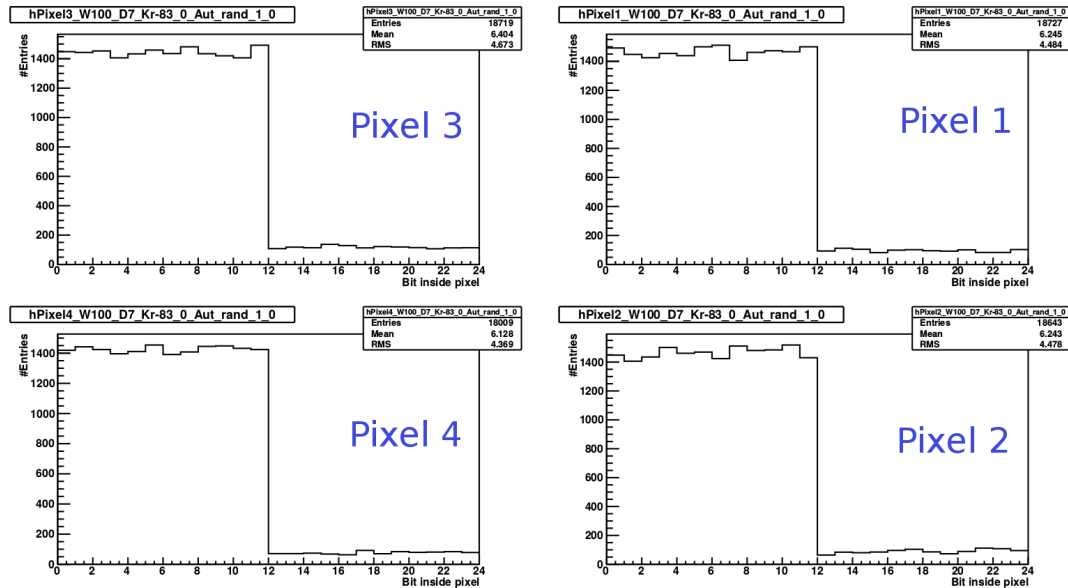 hPixel3_W100_D7_Kr-83_0_Aut_rand_1_0
hPixel3_W100_D7_Kr-83_0_Aut_rand_1_0
Entries 18719
Mean 6.404
RMS 4.673
#Entries
1400
1200
1000
800
600
400
200
0
Pixel 3
0 2 4 6 8 10 12 14 16 18 20 22 24
Bit inside pixel
hPixel1_W100_D7_Kr-83_0_Aut_rand_1_0
hPixel1_W100_D7_Kr-83_0_Aut_rand_1_0
Entries 18727
Mean 6.245
RMS 4.484
#Entries
1400
1200
1000
800
600
400
200
0
Pixel 1
0 2 4 6 8 10 12 14 16 18 20 22 24
Bit inside pixel
hPixel4_W100_D7_Kr-83_0_Aut_rand_1_0
hPixel4_W100_D7_Kr-83_0_Aut_rand_1_0
Entries 18009
Mean 6.128
RMS 4.369
#Entries
1400
1200
1000
800
600
400
200
0
Pixel 4
0 2 4 6 8 10 12 14 16 18 20 22 24
Bit inside pixel
hPixel2_W100_D7_Kr-83_0_Aut_rand_1_0
hPixel2_W100_D7_Kr-83_0_Aut_rand_1_0
Entries 18643
Mean 6.243
RMS 4.478
#Entries
1400
1200
1000
800
600
400
200
0
Pixel 2
0 2 4 6 8 10 12 14 16 18 20 22 24
Bit inside pixel